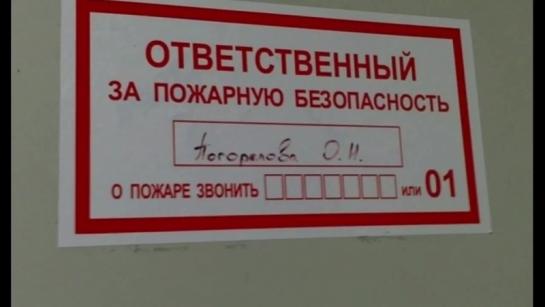 ОТВЕТСТВЕННЫЙ
ЗА ПОЖАРНУЮ БЕЗОПАСНОСТЬ
Погорелова О.Н.
О ПОЖАРЕ ЗВОНИТЬ ИЛИ 01